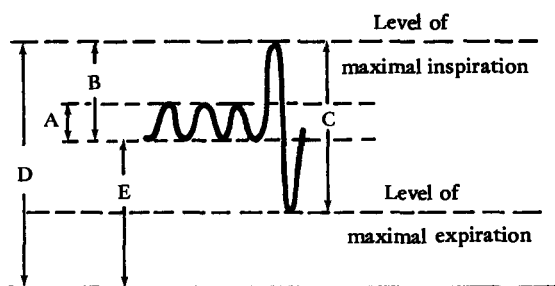 Level of
maximal inspiration
B
A
C
D
E
Level of
maximal expiration